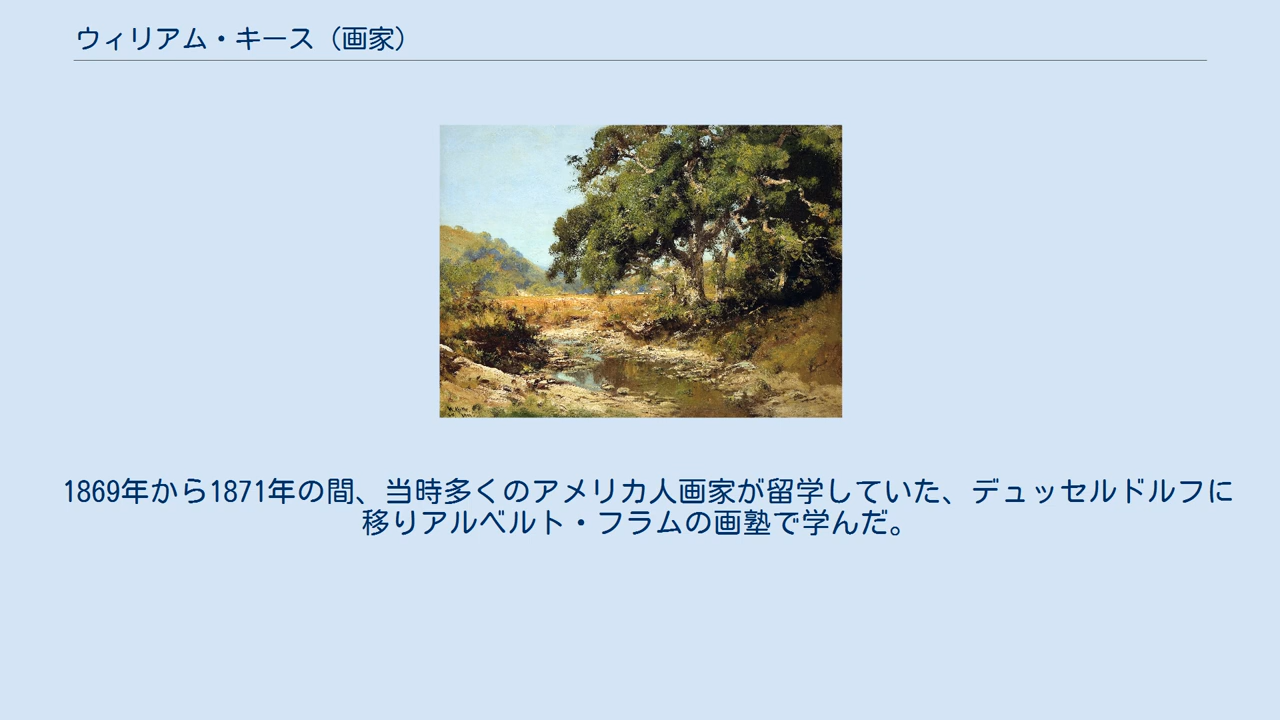 ウィリアム・キース（画家）
1869年から1871年の間、当時多くのアメリカ人画家が留学していた、デュッセルドルフに
移りアルベルト・フラムの画塾で学んだ。